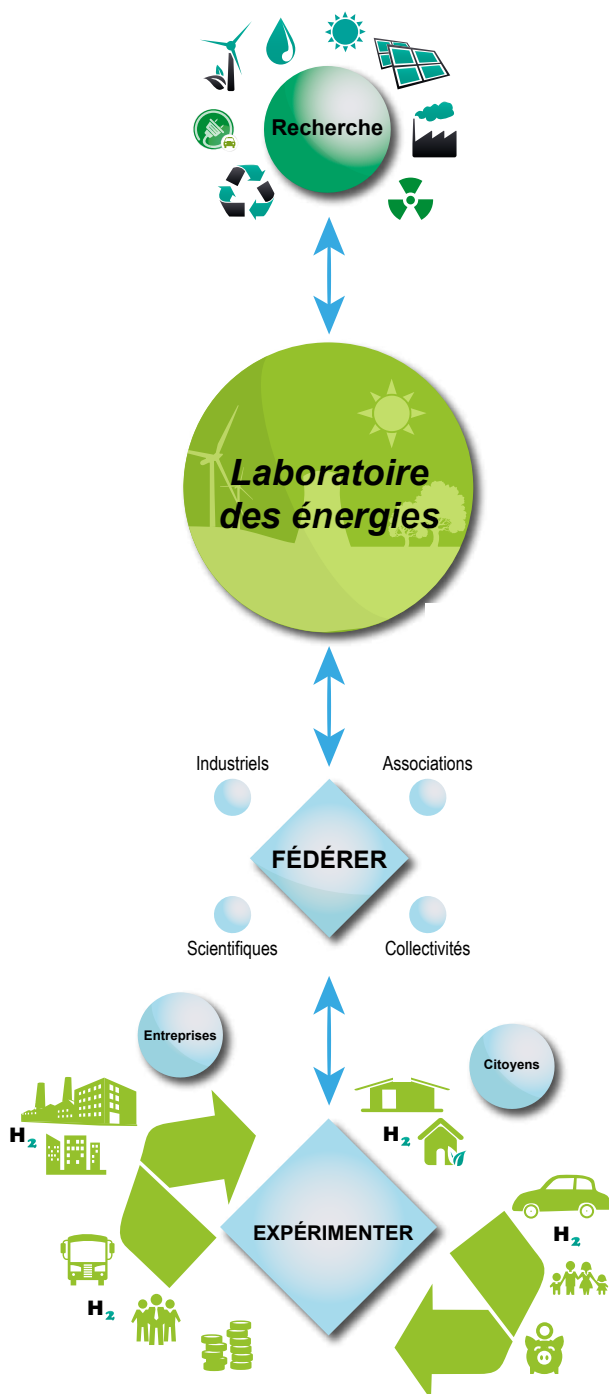 Recherche
Laboratoire
des énergies
Industriels
Associations
FÉDÉRER
Scientifiques
Collectivités
Entreprises
Citoyens
H2
H2
EXPÉRIMENTER
H2
H2